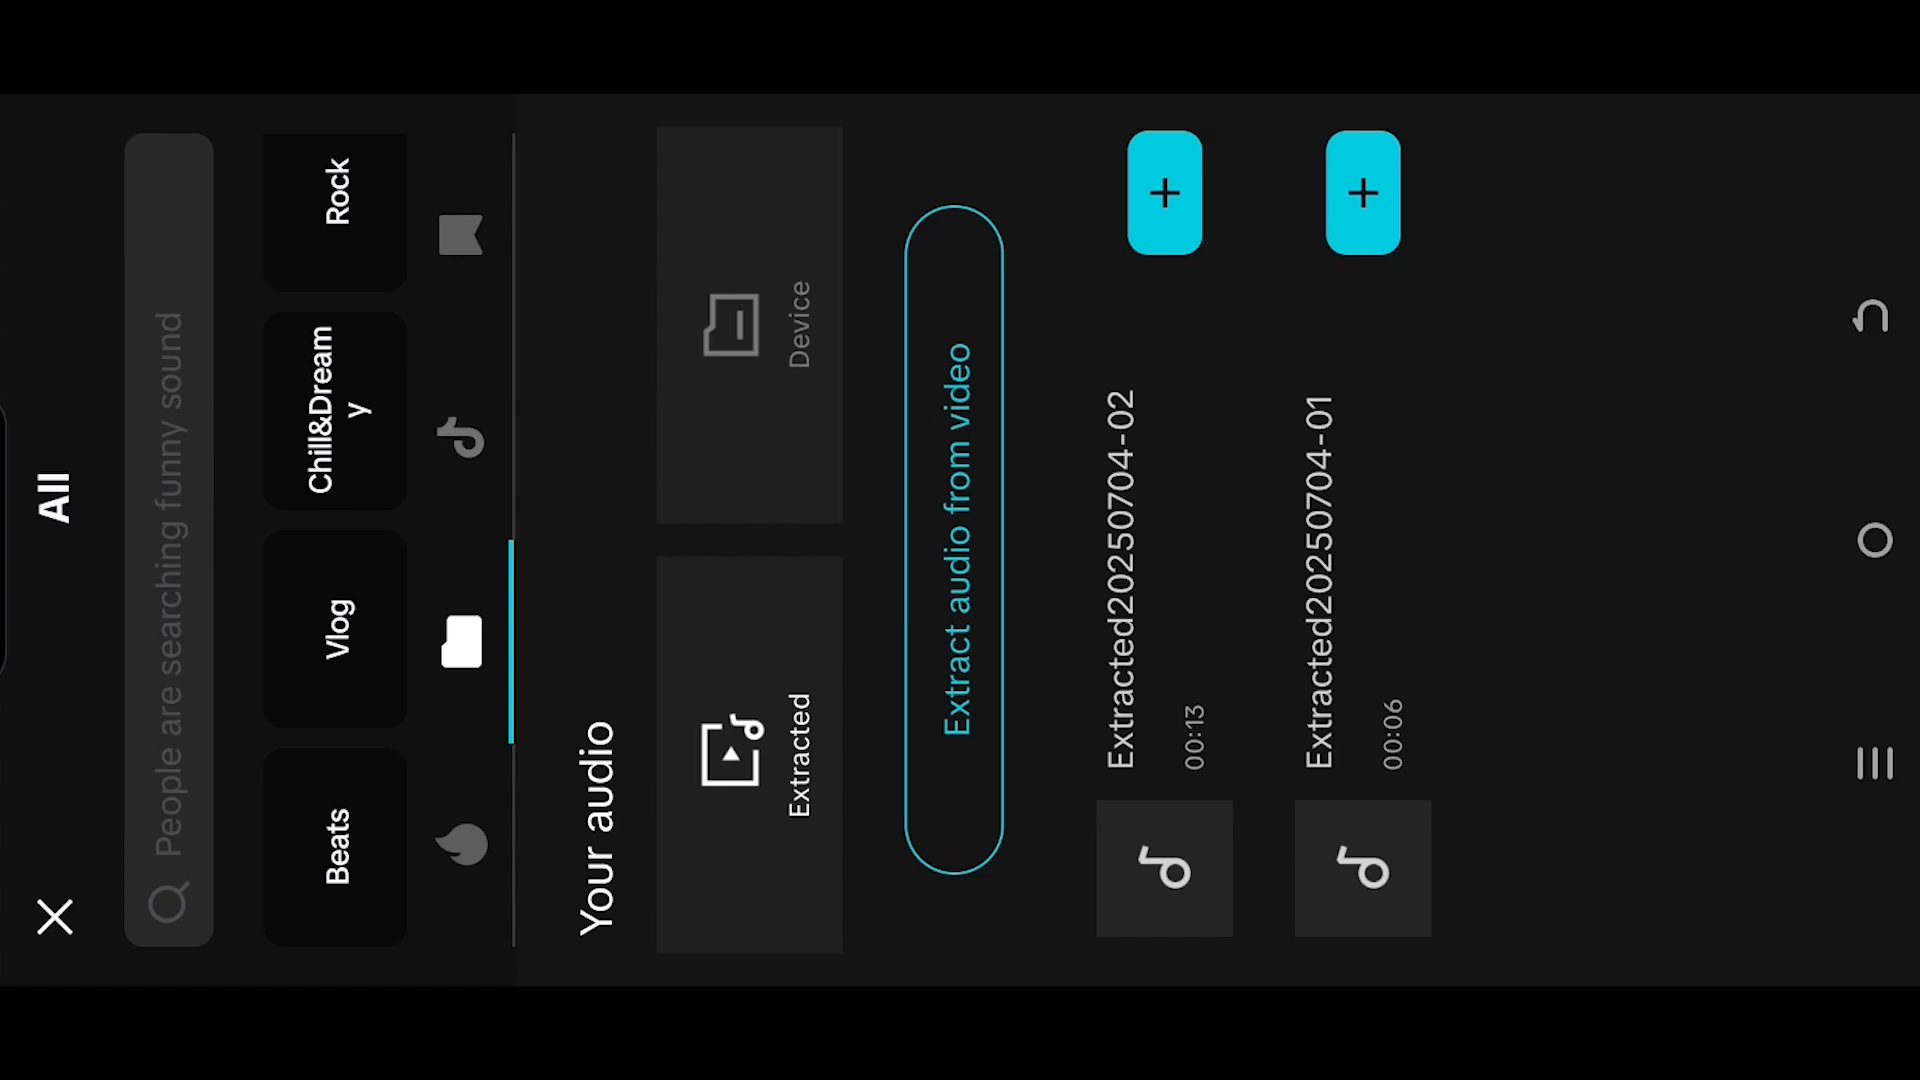 All
People are searching funny sound
Beats
Vlog
Chill&Dream
y
Rock
Your audio
Extracted
Device
Extract audio from video
Extracted20250704-02
00:13
Extracted20250704-01
00:06